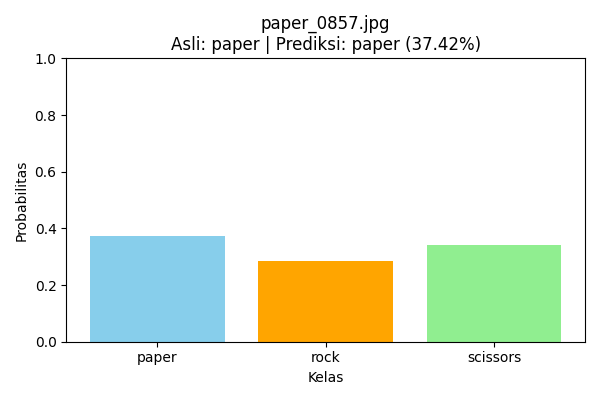 paper_0857.jpg
Asli: paper | Prediksi: paper (37.42%)
1.0
0.8
0.6
0.4
0.2
0.0
Probabilitas
paper rock scissors
Kelas